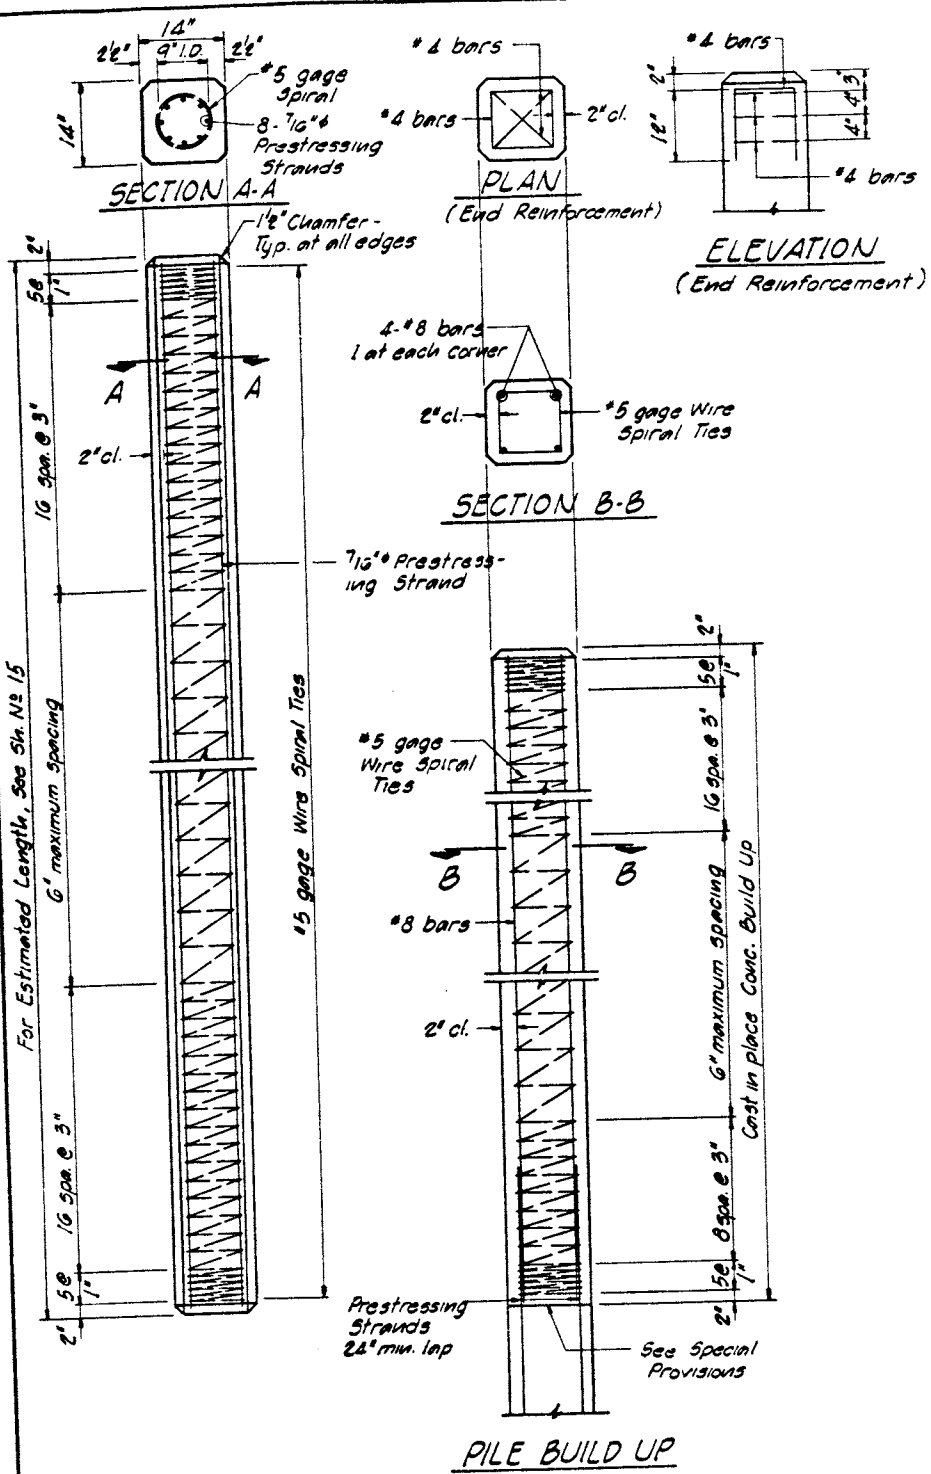 14"
2½" 9" I.D. 2½"
14"
#5 gage
Spiral
8-7/16"ϕ
Prestressing
Strands
SECTION A-A
#4 bars
#4 bars
2" cl.
PLAN
(End Reinforcement)
#4 bars
2"
12"
3"
4"
4"
#4 bars
ELEVATION
(End Reinforcement)
1½" Chamfer -
Typ. at all edges
2"
5@
1"
A A
16 spa. @ 3"
2" cl.
7/16"ϕ Prestress-
ing Strand
For Estimated Length, See Sh. No 15
6" maximum spacing
#5 gage Wire Spiral Ties
16 spa. @ 3"
5@
1"
2"
4-#8 bars
1 at each corner
2" cl.
#5 gage Wire
Spiral Ties
SECTION B-B
2"
5@
1"
#5 gage
Wire Spiral
Ties
16 spa. @ 3"
B B
#8 bars
6" maximum spacing
Cast in place Conc. Build Up
2" cl.
8 spa. @ 3"
5@
1"
2"
Prestressing
Strands
24" min. lap
See Special
Provisions
PILE BUILD UP